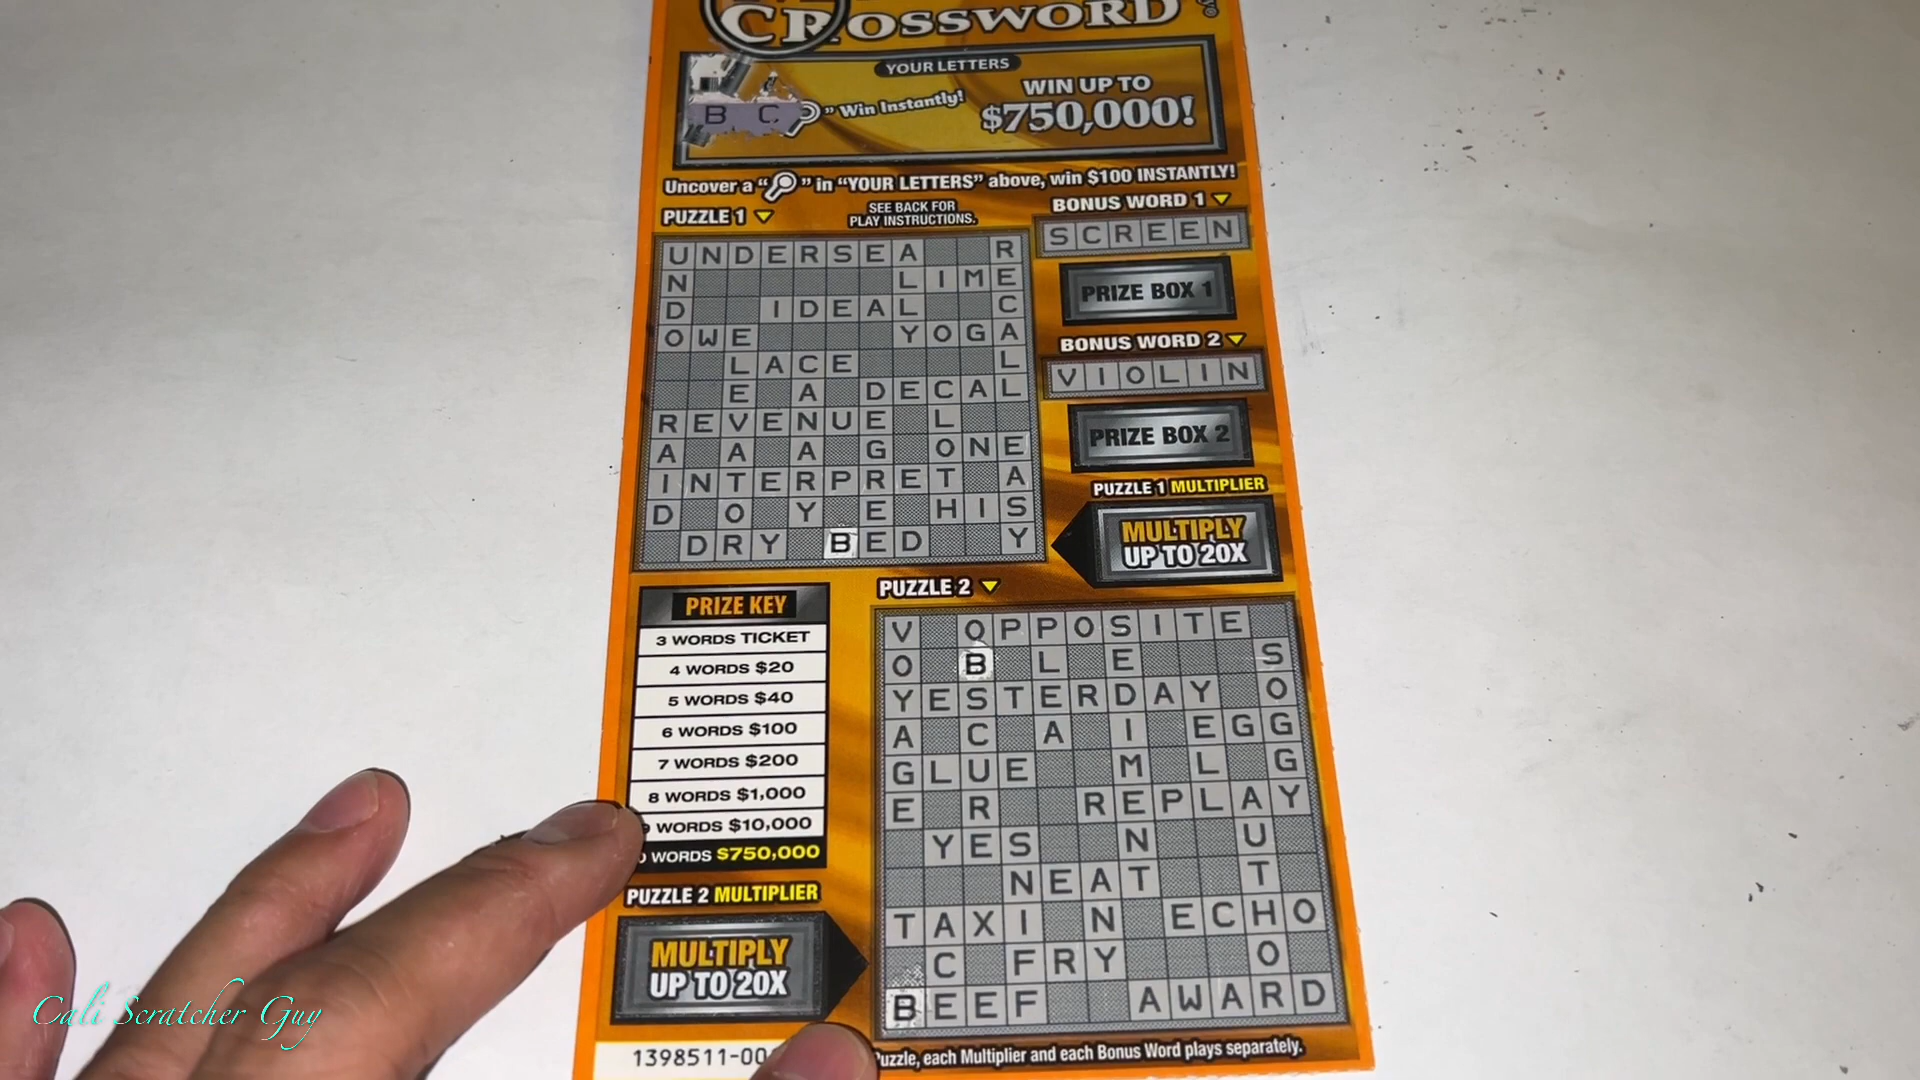 CROSSWORD
YOUR LETTERS
B C
" Win Instantly!
WIN UP TO
$750,000!
Uncover a " " in "YOUR LETTERS" above, win $100 INSTANTLY!
PUZZLE 1
SEE BACK FOR
PLAY INSTRUCTIONS.
BONUS WORD 1
SCREEN
PRIZE BOX 1
BONUS WORD 2
VIOLIN
PRIZE BOX 2
PUZZLE 1 MULTIPLIER
MULTIPLY
UP TO 20X
UNDERSEA R
N LIME
D IDEAL C
OWE YOGA
LACE L
E A DECAL
REVENUE L
A A A G ONE
INTERPRET A
D O Y E HIS
DRY BED Y
PRIZE KEY
3 WORDS TICKET
4 WORDS $20
5 WORDS $40
6 WORDS $100
7 WORDS $200
8 WORDS $1,000
9 WORDS $10,000
0 WORDS $750,000
PUZZLE 2 MULTIPLIER
MULTIPLY
UP TO 20X
PUZZLE 2
V OPPOSITE
O B L E S
YESTERDAY O
A C A I EGG
GLUE M L G
E R REPLAY
YES N U
NEAT T
TAXI N ECHO
C FRY O
BEEF AWARD
1398511-00
uzzle, each Multiplier and each Bonus Word plays separately.
Cali Scratcher Guy